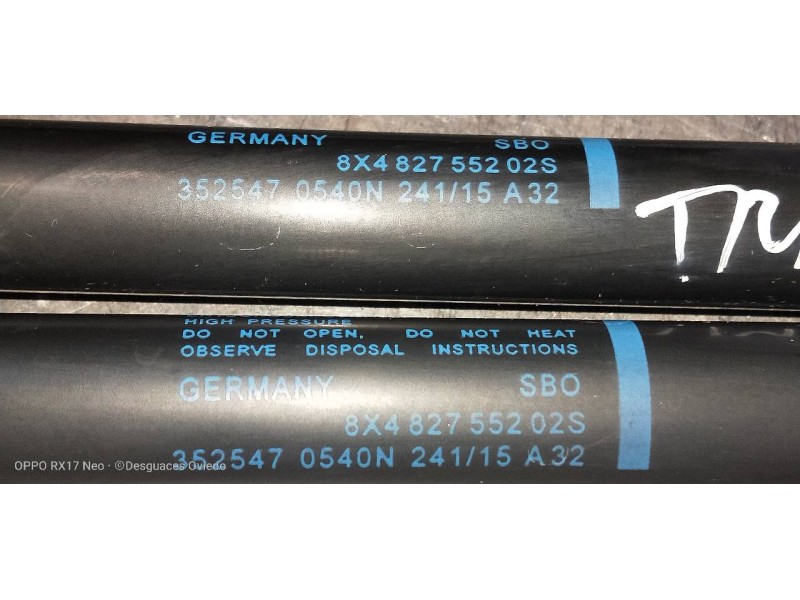 GERMANY SBO
8X4 827 552 02S
352547 0540N 241/15 A32
HIGH PRESSURE
DO NOT OPEN, DO NOT HEAT
OBSERVE DISPOSAL INSTRUCTIONS
GERMANY SBO
8X4 827 552 02S
352547 0540N 241/15 A32
OPPO RX17 Neo · ©Desguaces Oviedo